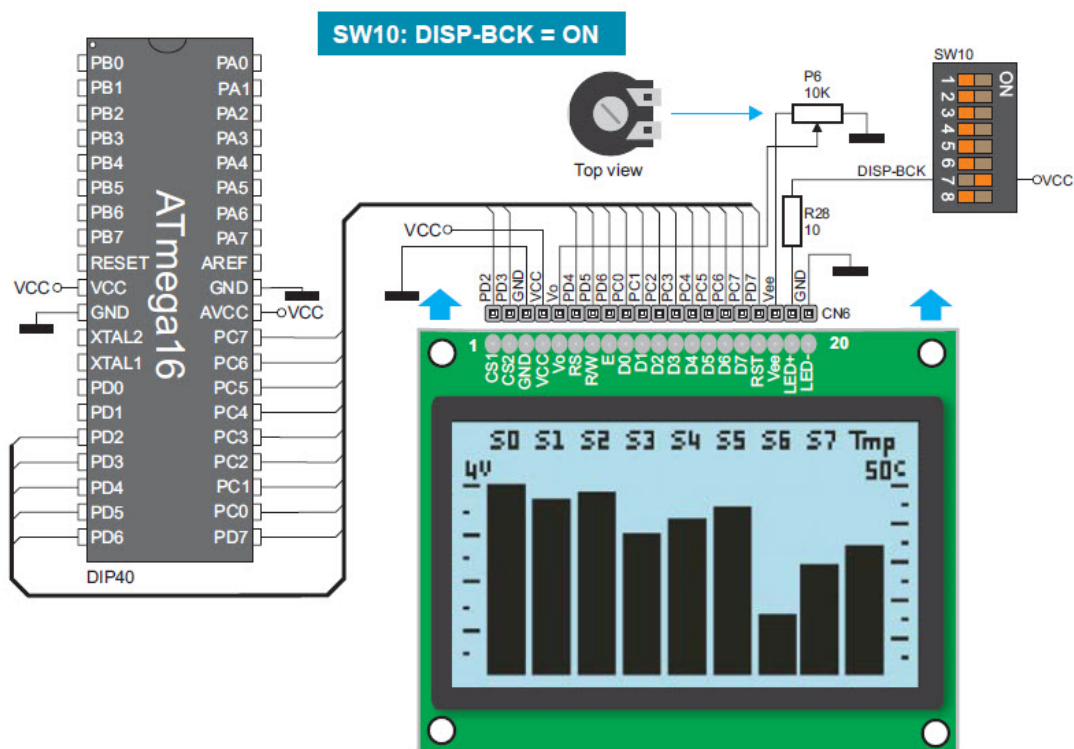 SW10: DISP-BCK = ON
SW10
ON
1
2
3
4
5
6
7
8
VCC
P6
10K
Top view
DISP-BCK
R28
10
PB0 PA0
PB1 PA1
PB2 PA2
PB3 PA3
PB4 PA4
PB5 PA5
PB6 PA6
PB7 PA7
RESET AREF
VCC VCC GND
GND AVCC VCC
XTAL2 PC7
XTAL1 PC6
PD0 PC5
PD1 PC4
PD2 PC3
PD3 PC2
PD4 PC1
PD5 PC0
PD6 PD7
ATmega16
DIP40
VCC
PD2
PD3
GND
VCC
Vo
PD4
PD5
PD6
PC0
PC1
PC2
PC3
PC4
PC5
PC6
PC7
PD7
Vee
GND
CN6
1 20
CS1
CS2
GND
VCC
Vo
RS
R/W
E
D0
D1
D2
D3
D4
D5
D6
D7
RST
Vee
LED+
LED-
S0 S1 S2 S3 S4 S5 S6 S7 Tmp
4V 50C